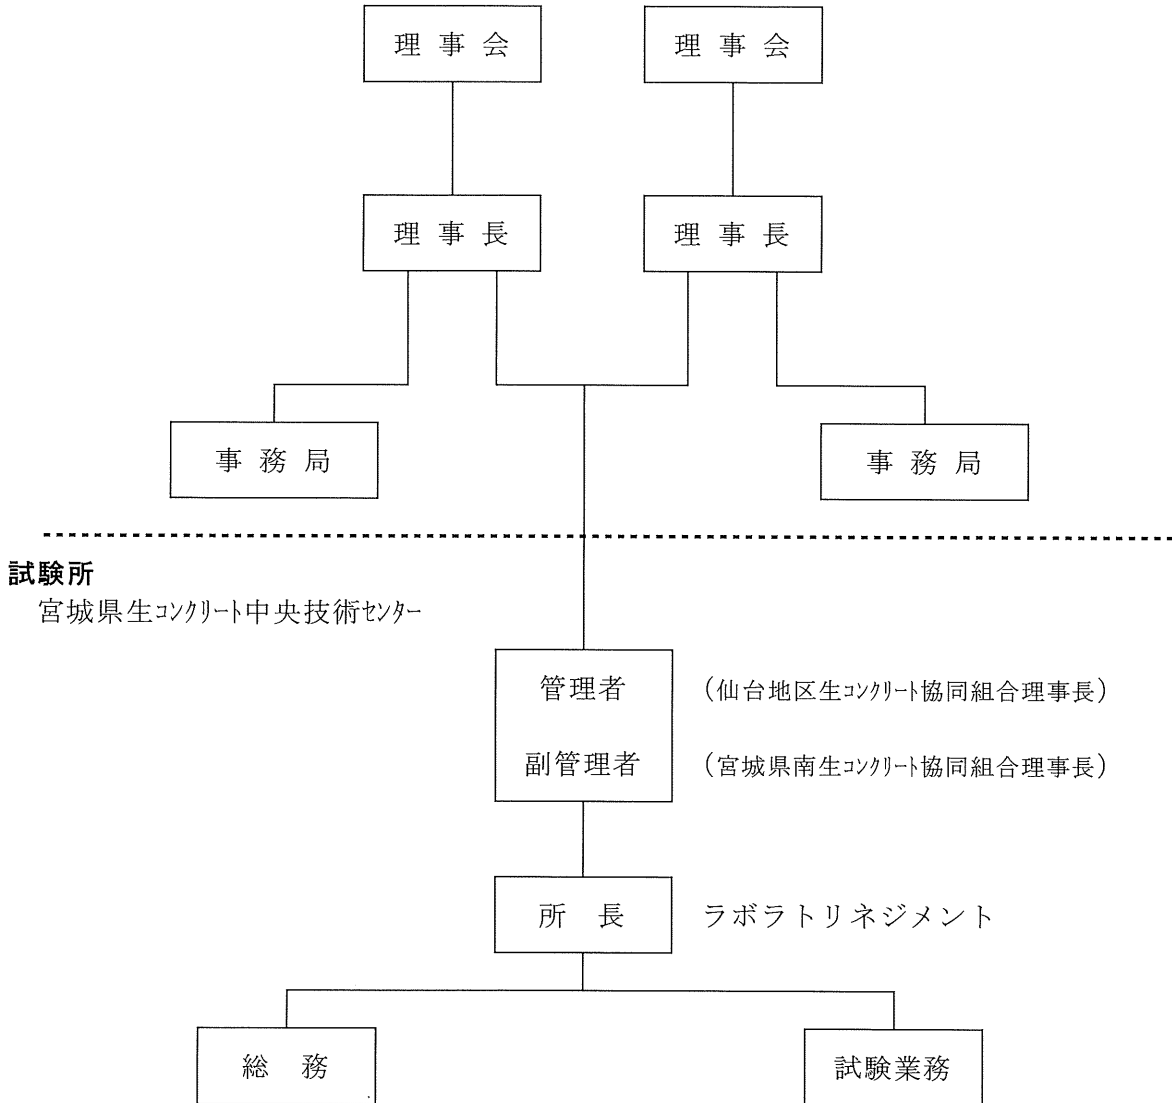 理事会 理事会
理事長 理事長
事務局 事務局
試験所
宮城県生コンクリート中央技術センター
管理者 （仙台地区生コンクリート協同組合理事長）
副管理者 （宮城県南生コンクリート協同組合理事長）
所長 ラボラトリネジメント
総務 試験業務